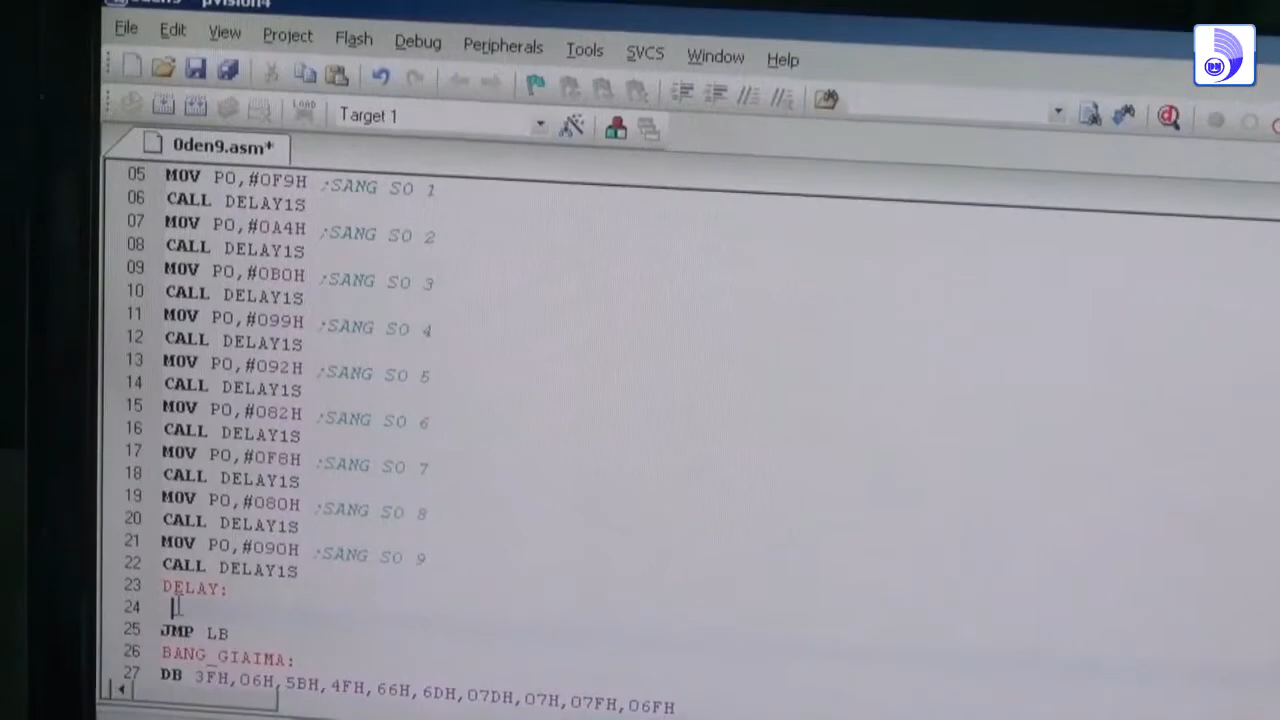 File Edit View Project Flash Debug Peripherals Tools SVCS Window Help
LOAD Target 1
0den9.asm*
05 MOV P0,#0F9H ;SANG SO 1
06 CALL DELAY1S
07 MOV P0,#0A4H ;SANG SO 2
08 CALL DELAY1S
09 MOV P0,#0B0H ;SANG SO 3
10 CALL DELAY1S
11 MOV P0,#099H ;SANG SO 4
12 CALL DELAY1S
13 MOV P0,#092H ;SANG SO 5
14 CALL DELAY1S
15 MOV P0,#082H ;SANG SO 6
16 CALL DELAY1S
17 MOV P0,#0F8H ;SANG SO 7
18 CALL DELAY1S
19 MOV P0,#080H ;SANG SO 8
20 CALL DELAY1S
21 MOV P0,#090H ;SANG SO 9
22 CALL DELAY1S
23 DELAY:
24
25 JMP LB
26 BANG_GIAIMA:
27 DB 3FH,06H,5BH,4FH,66H,6DH,07DH,07H,07FH,06FH